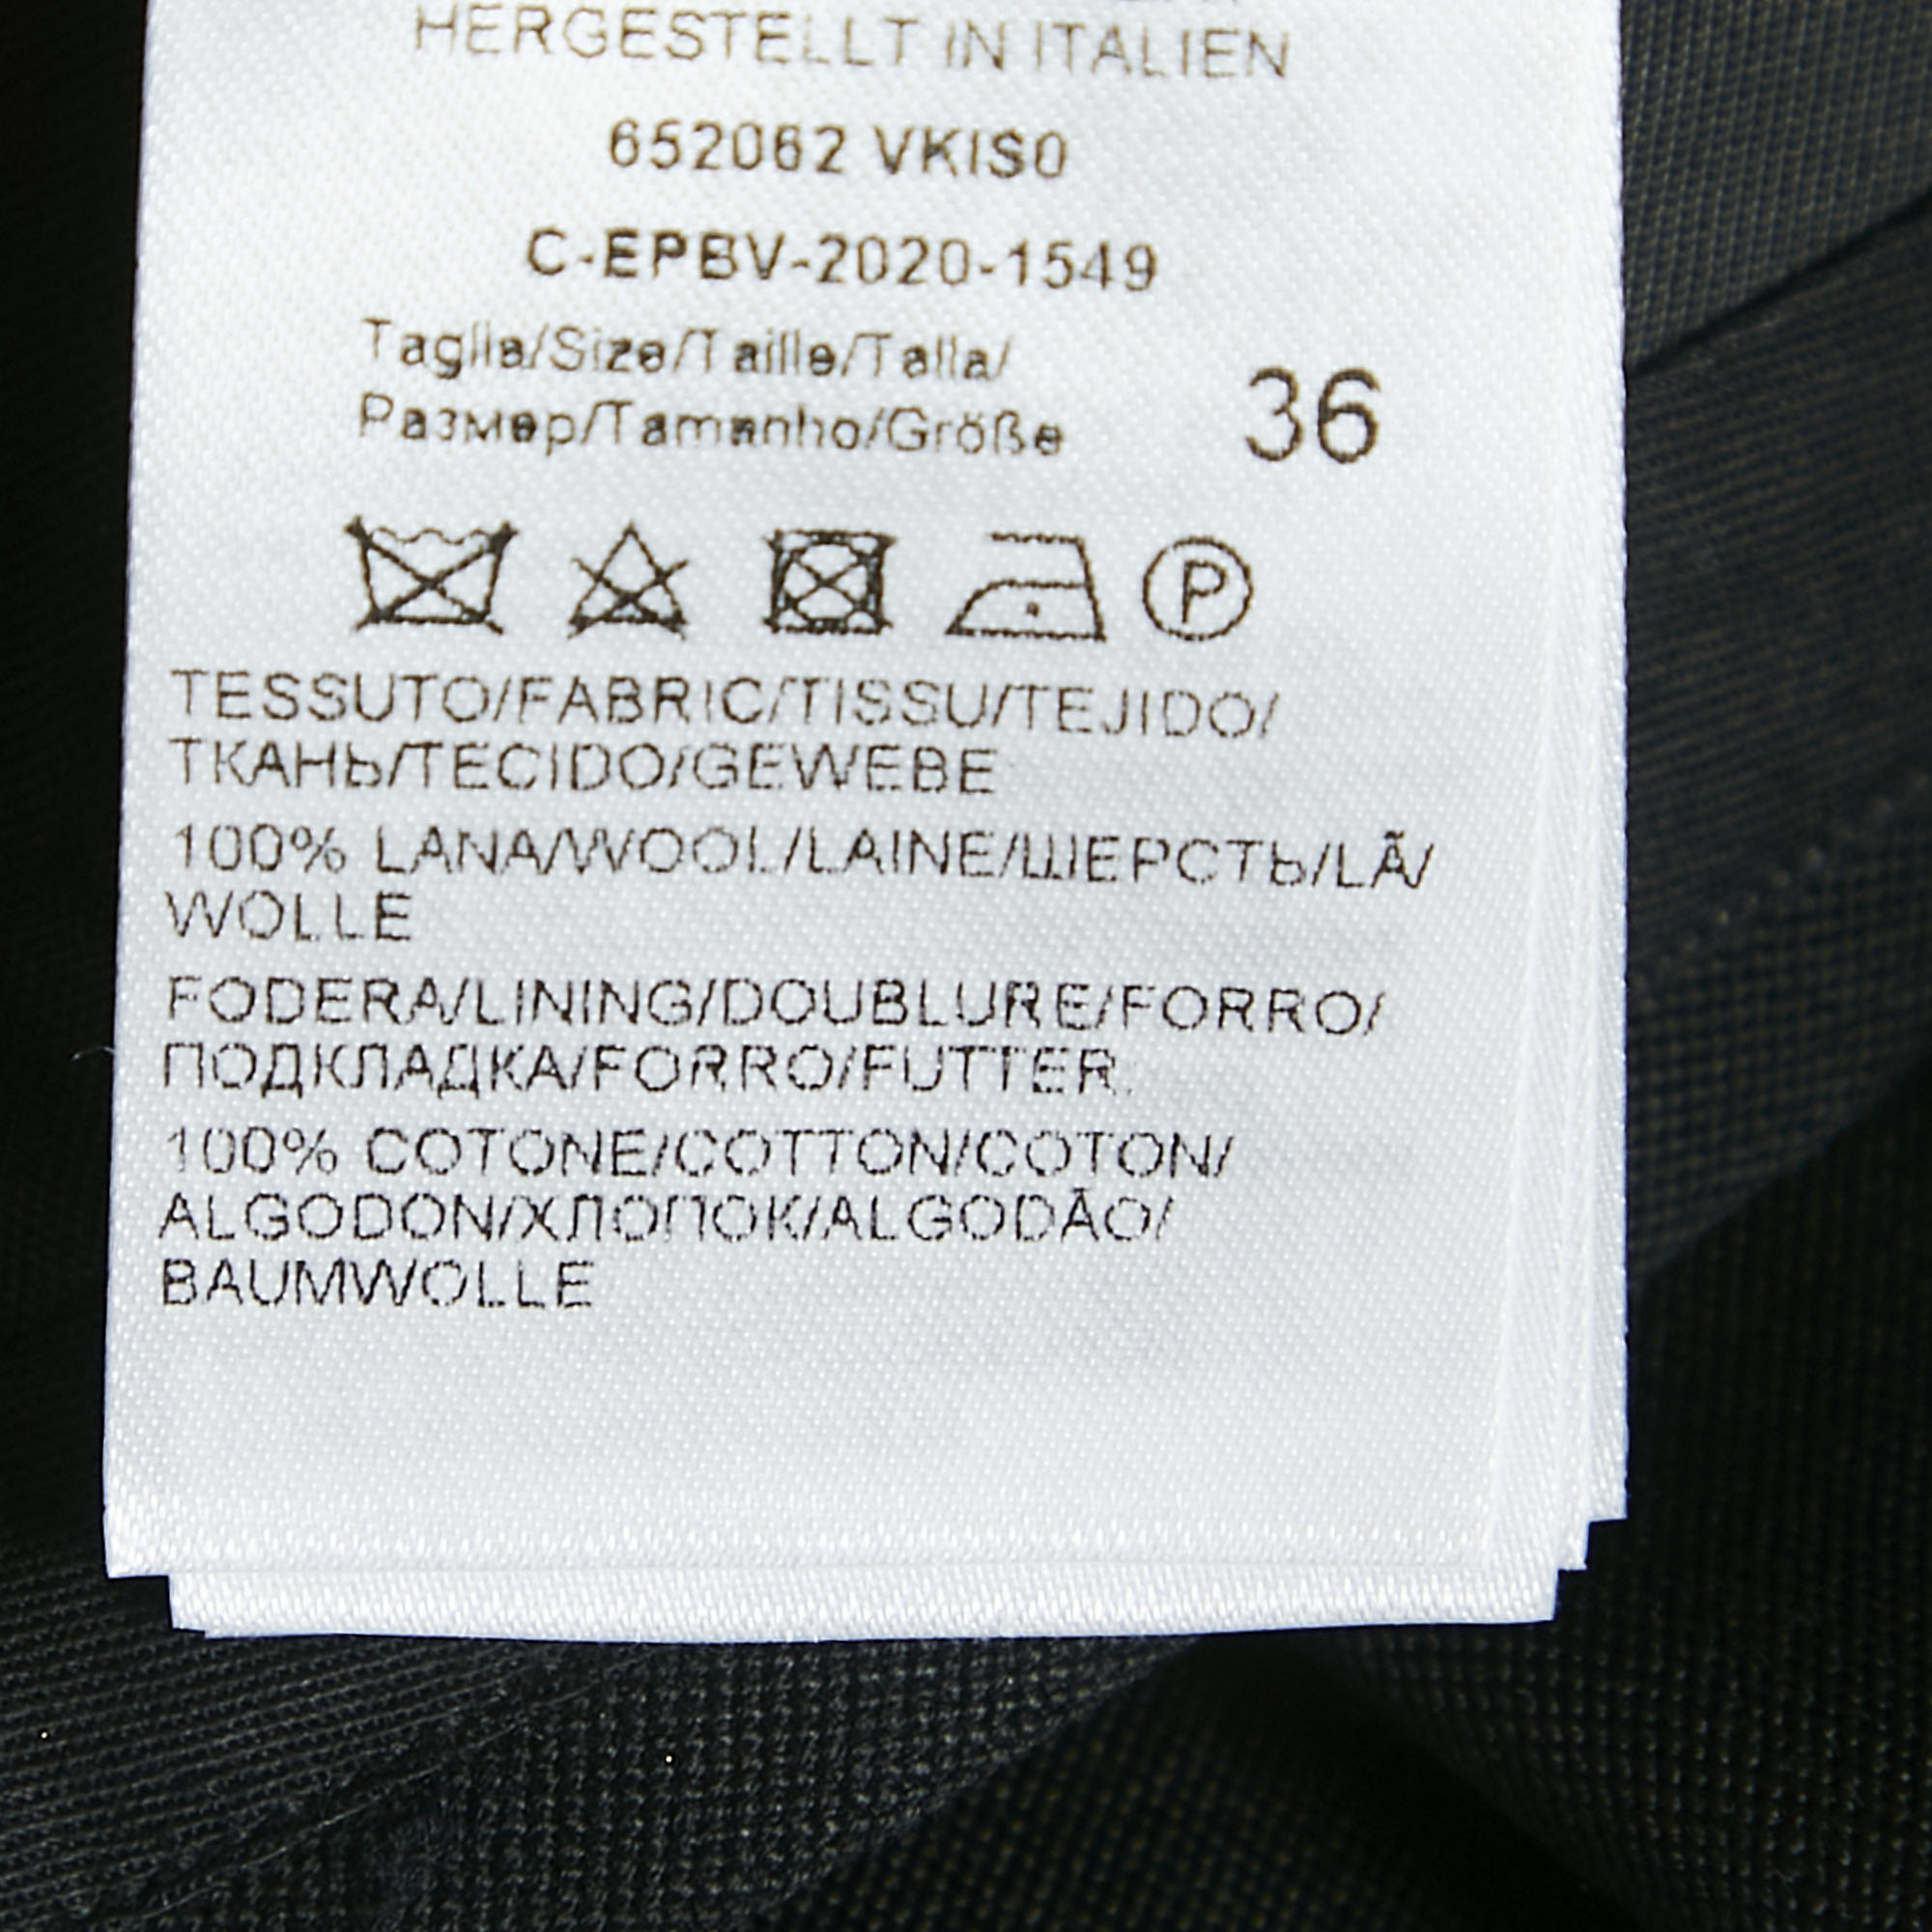 HERGESTELLT IN ITALIEN
652062 VKIS0
C-EPBV-2020-1549
Taglia/Size/Taille/Talla/
Размер/Tamanho/Größe
36
P
TESSUTO/FABRIC/TISSU/TEJIDO/
ТКАНЬ/TECIDO/GEWEBE
100% LANA/WOOL/LAINE/ШЕРСТЬ/LÃ/
WOLLE
FODERA/LINING/DOUBLURE/FORRO/
ПОДКЛАДКА/FORRO/FUTTER
100% COTONE/COTTON/COTON/
ALGODON/ХЛОПОК/ALGODÃO/
BAUMWOLLE